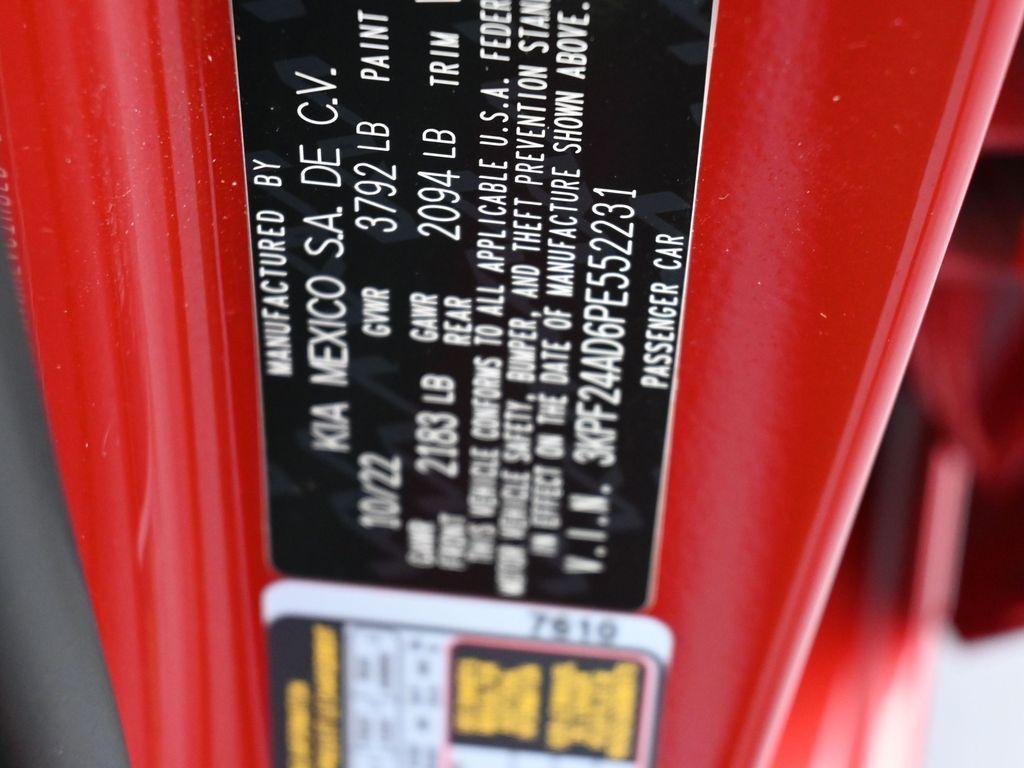 MANUFACTURED BY
KIA MEXICO S.A. DE C.V.
10/22 GVWR 3792 LB PAINT
GAWR FRONT 2183 LB GAWR REAR 2094 LB TRIM
THIS VEHICLE CONFORMS TO ALL APPLICABLE U.S.A. FEDER
MOTOR VEHICLE SAFETY, BUMPER, AND THEFT PREVENTION STAN
IN EFFECT ON THE DATE OF MANUFACTURE SHOWN ABOVE.
V.I.N. 3KPF24AD6PE552231
PASSENGER CAR
7610